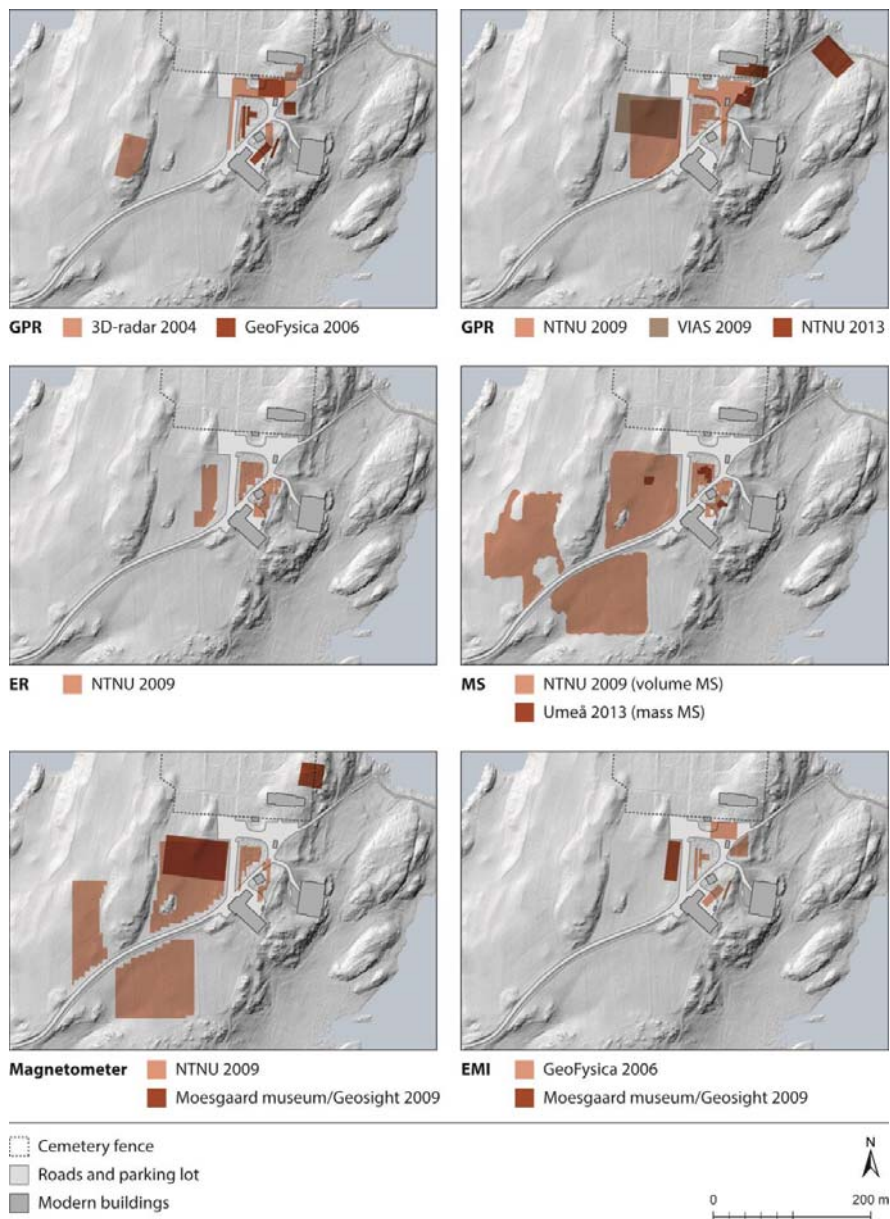 GPR 3D-radar 2004 GeoFysica 2006
GPR NTNU 2009 VIAS 2009 NTNU 2013
ER NTNU 2009
MS NTNU 2009 (volume MS)
Umeå 2013 (mass MS)
Magnetometer NTNU 2009
Moesgaard museum/Geosight 2009
EMI GeoFysica 2006
Moesgaard museum/Geosight 2009
Cemetery fence
Roads and parking lot
Modern buildings
N
0 200 m